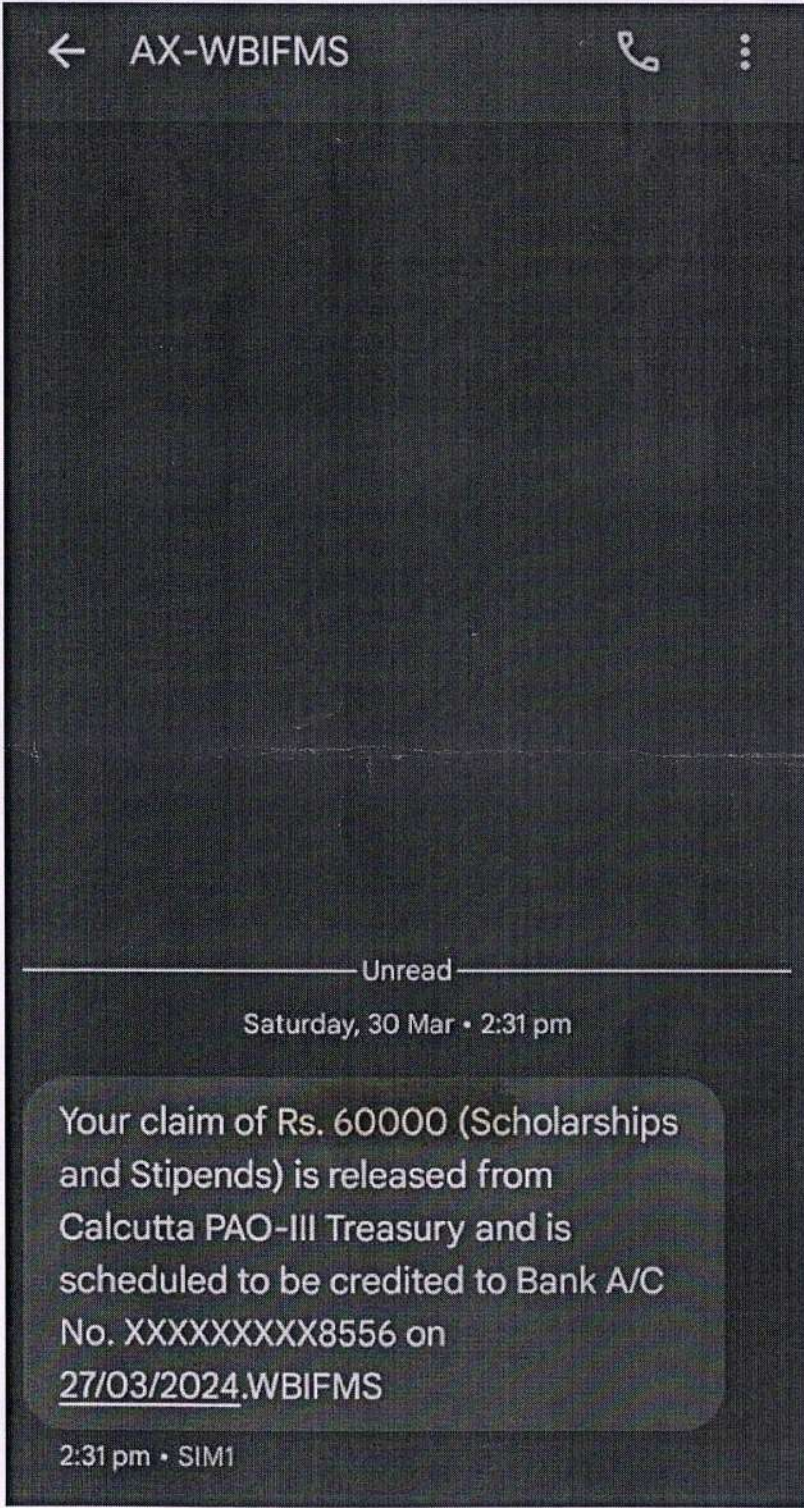 AX-WBIFMS
Unread
Saturday, 30 Mar • 2:31 pm
Your claim of Rs. 60000 (Scholarships
and Stipends) is released from
Calcutta PAO-III Treasury and is
scheduled to be credited to Bank A/C
No. XXXXXXXXX8556 on
27/03/2024.WBIFMS
2:31 pm • SIM1